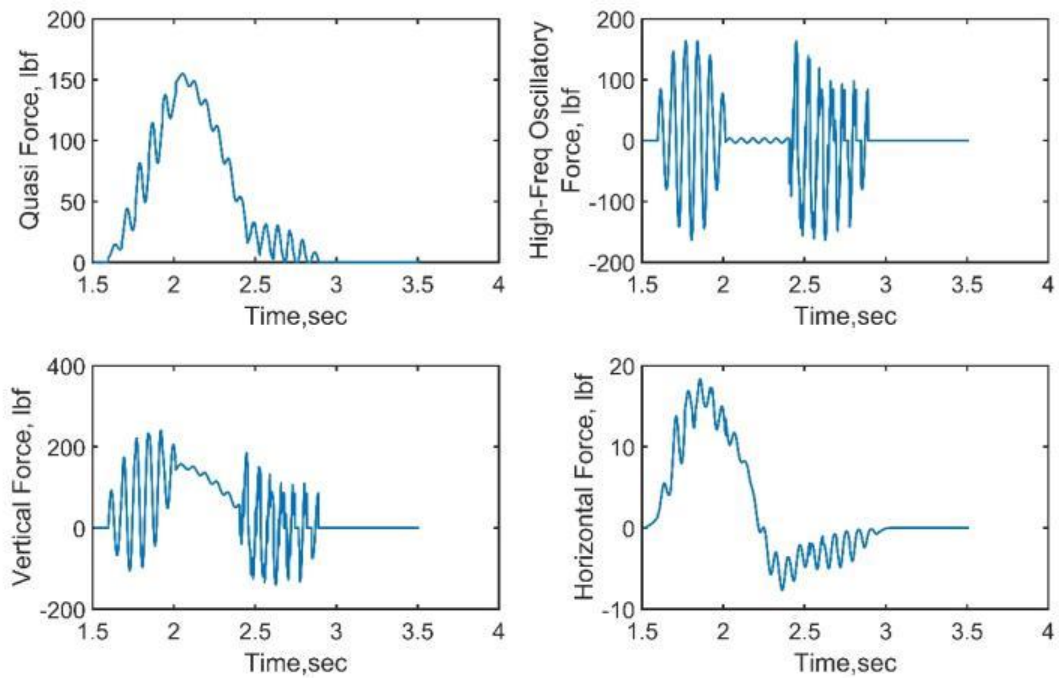 Quasi Force, lbf
200
150
100
50
0
1.5 2 2.5 3 3.5 4
Time,sec
High-Freq Oscillatory
Force, lbf
200
100
0
-100
-200
1.5 2 2.5 3 3.5 4
Time,sec
Vertical Force, lbf
400
200
0
-200
1.5 2 2.5 3 3.5 4
Time,sec
Horizontal Force, lbf
20
10
0
-10
1.5 2 2.5 3 3.5 4
Time,sec